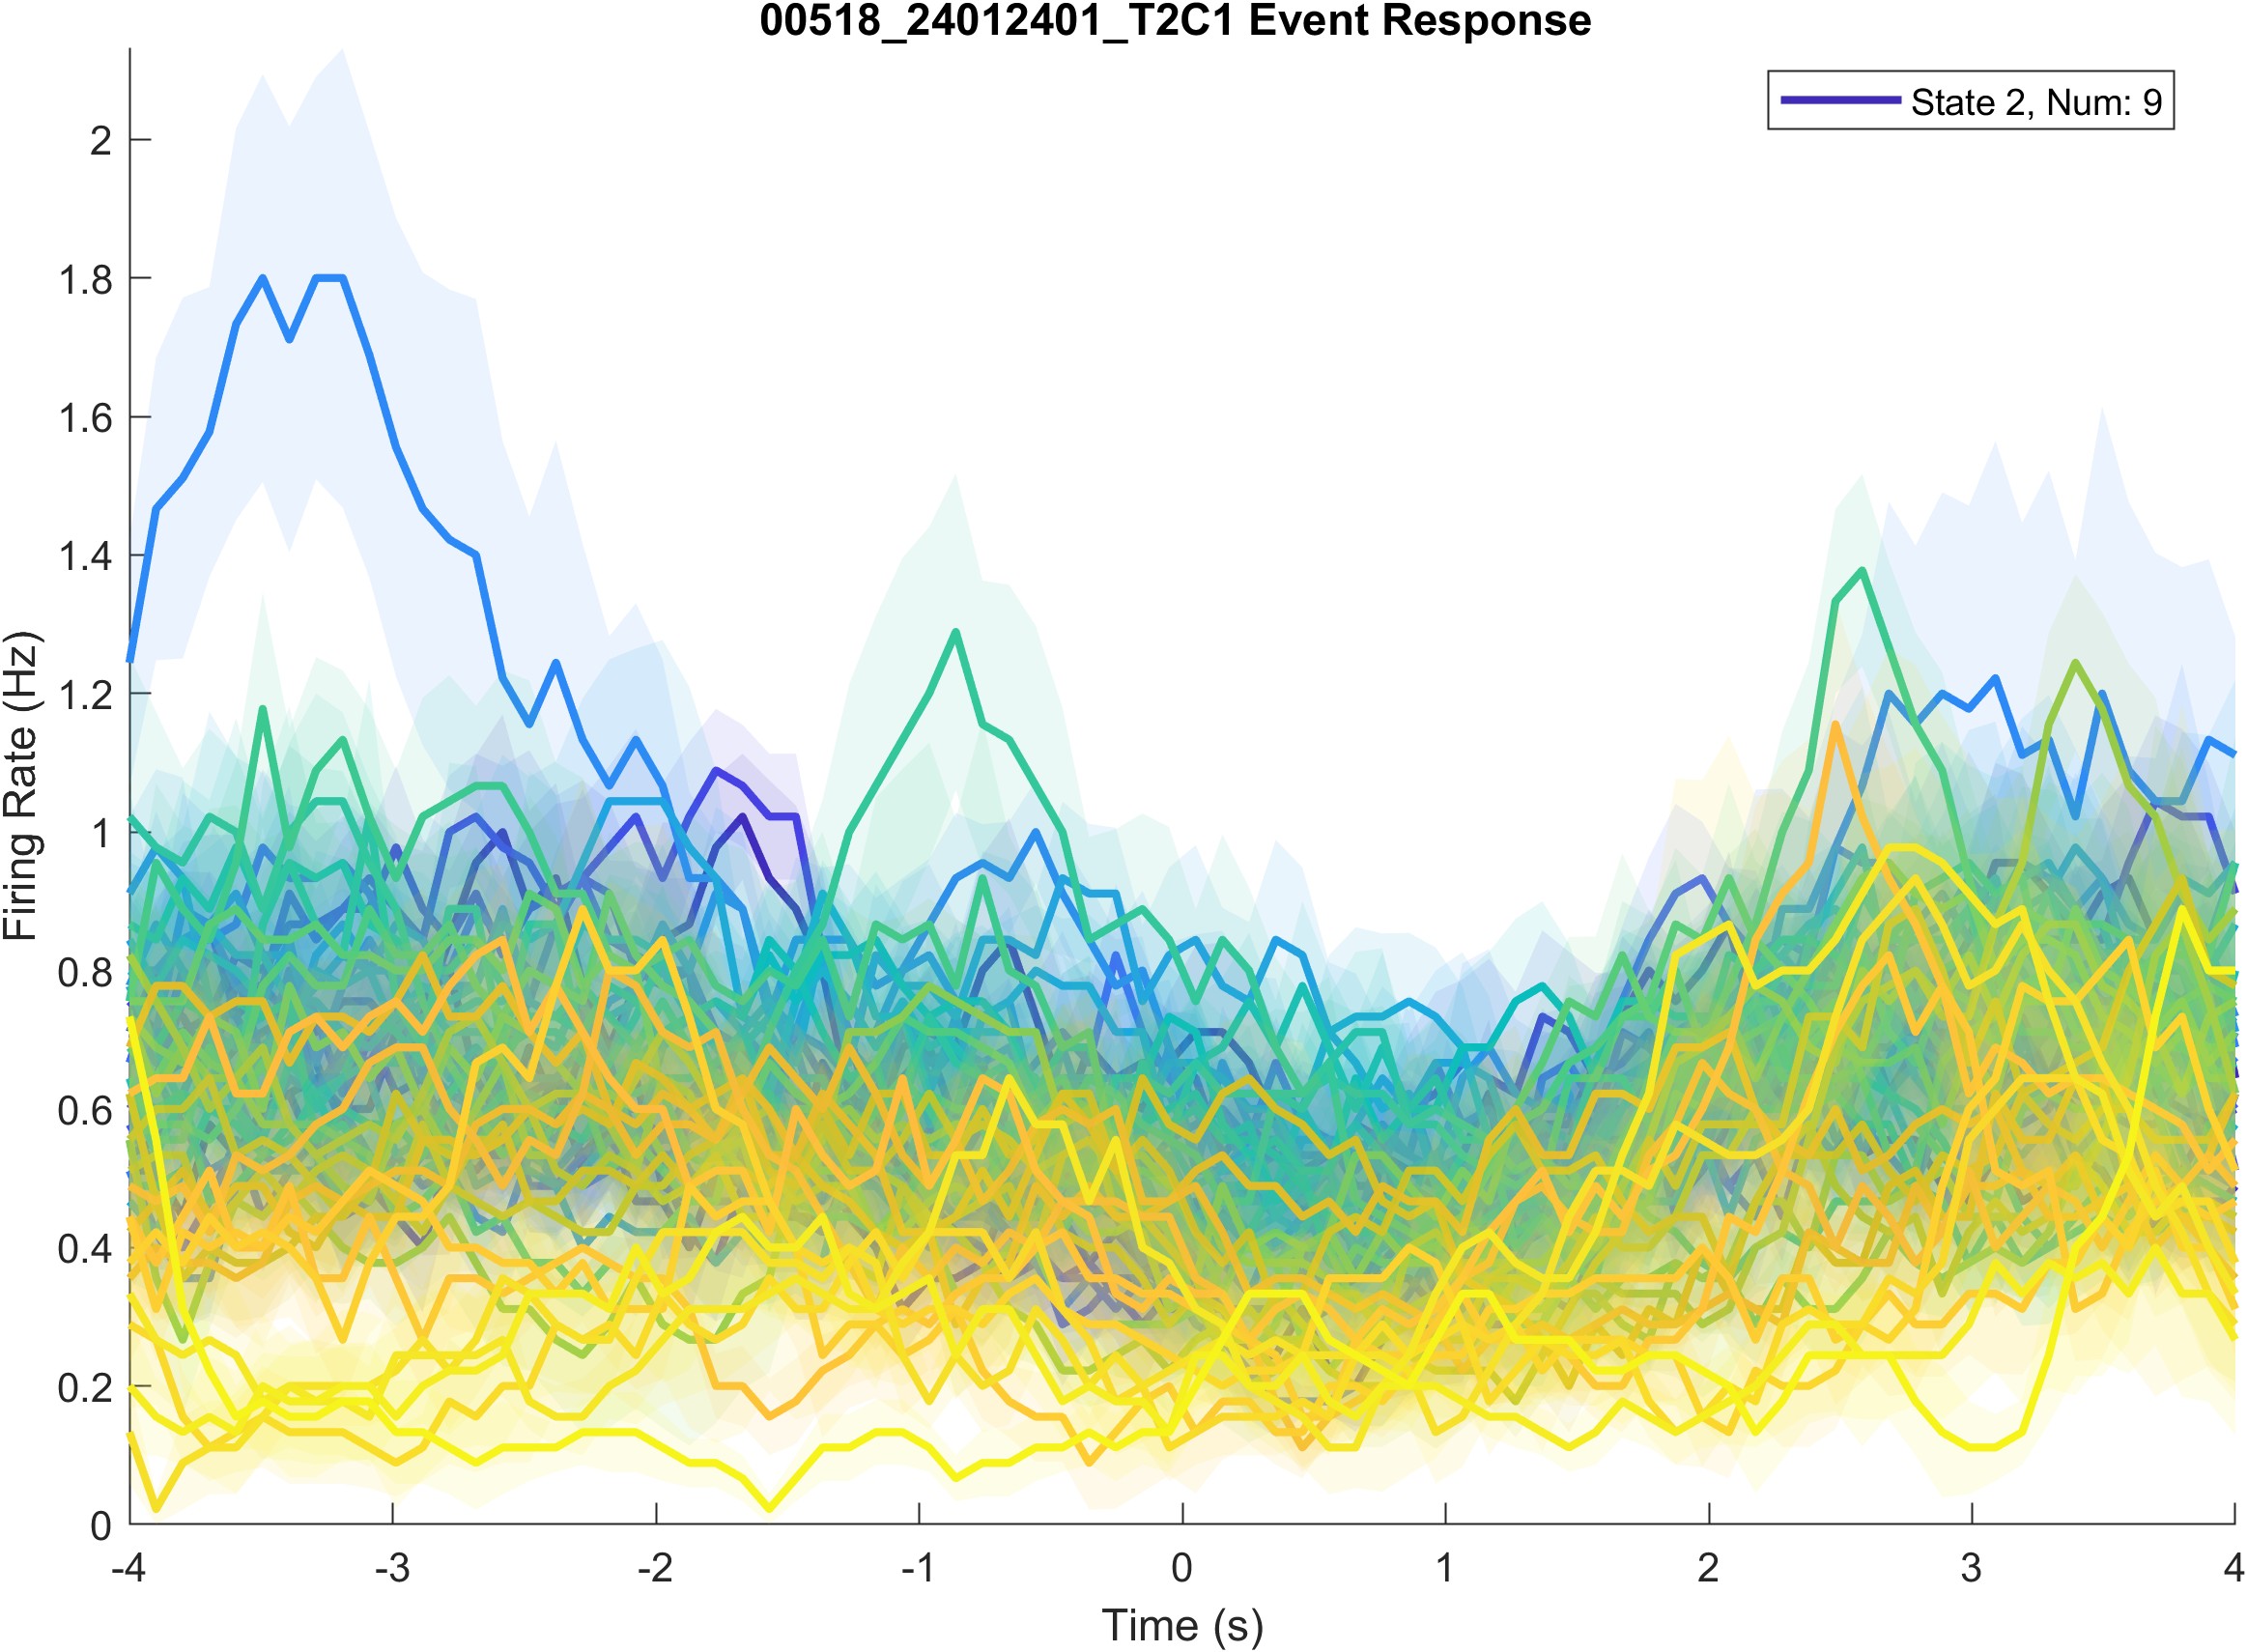 00518_24012401_T2C1 Event Response
State 2, Num: 9
2
1.8
1.6
1.4
1.2
1
0.8
0.6
0.4
0.2
0
Firing Rate (Hz)
-4 -3 -2 -1 0 1 2 3 4
Time (s)